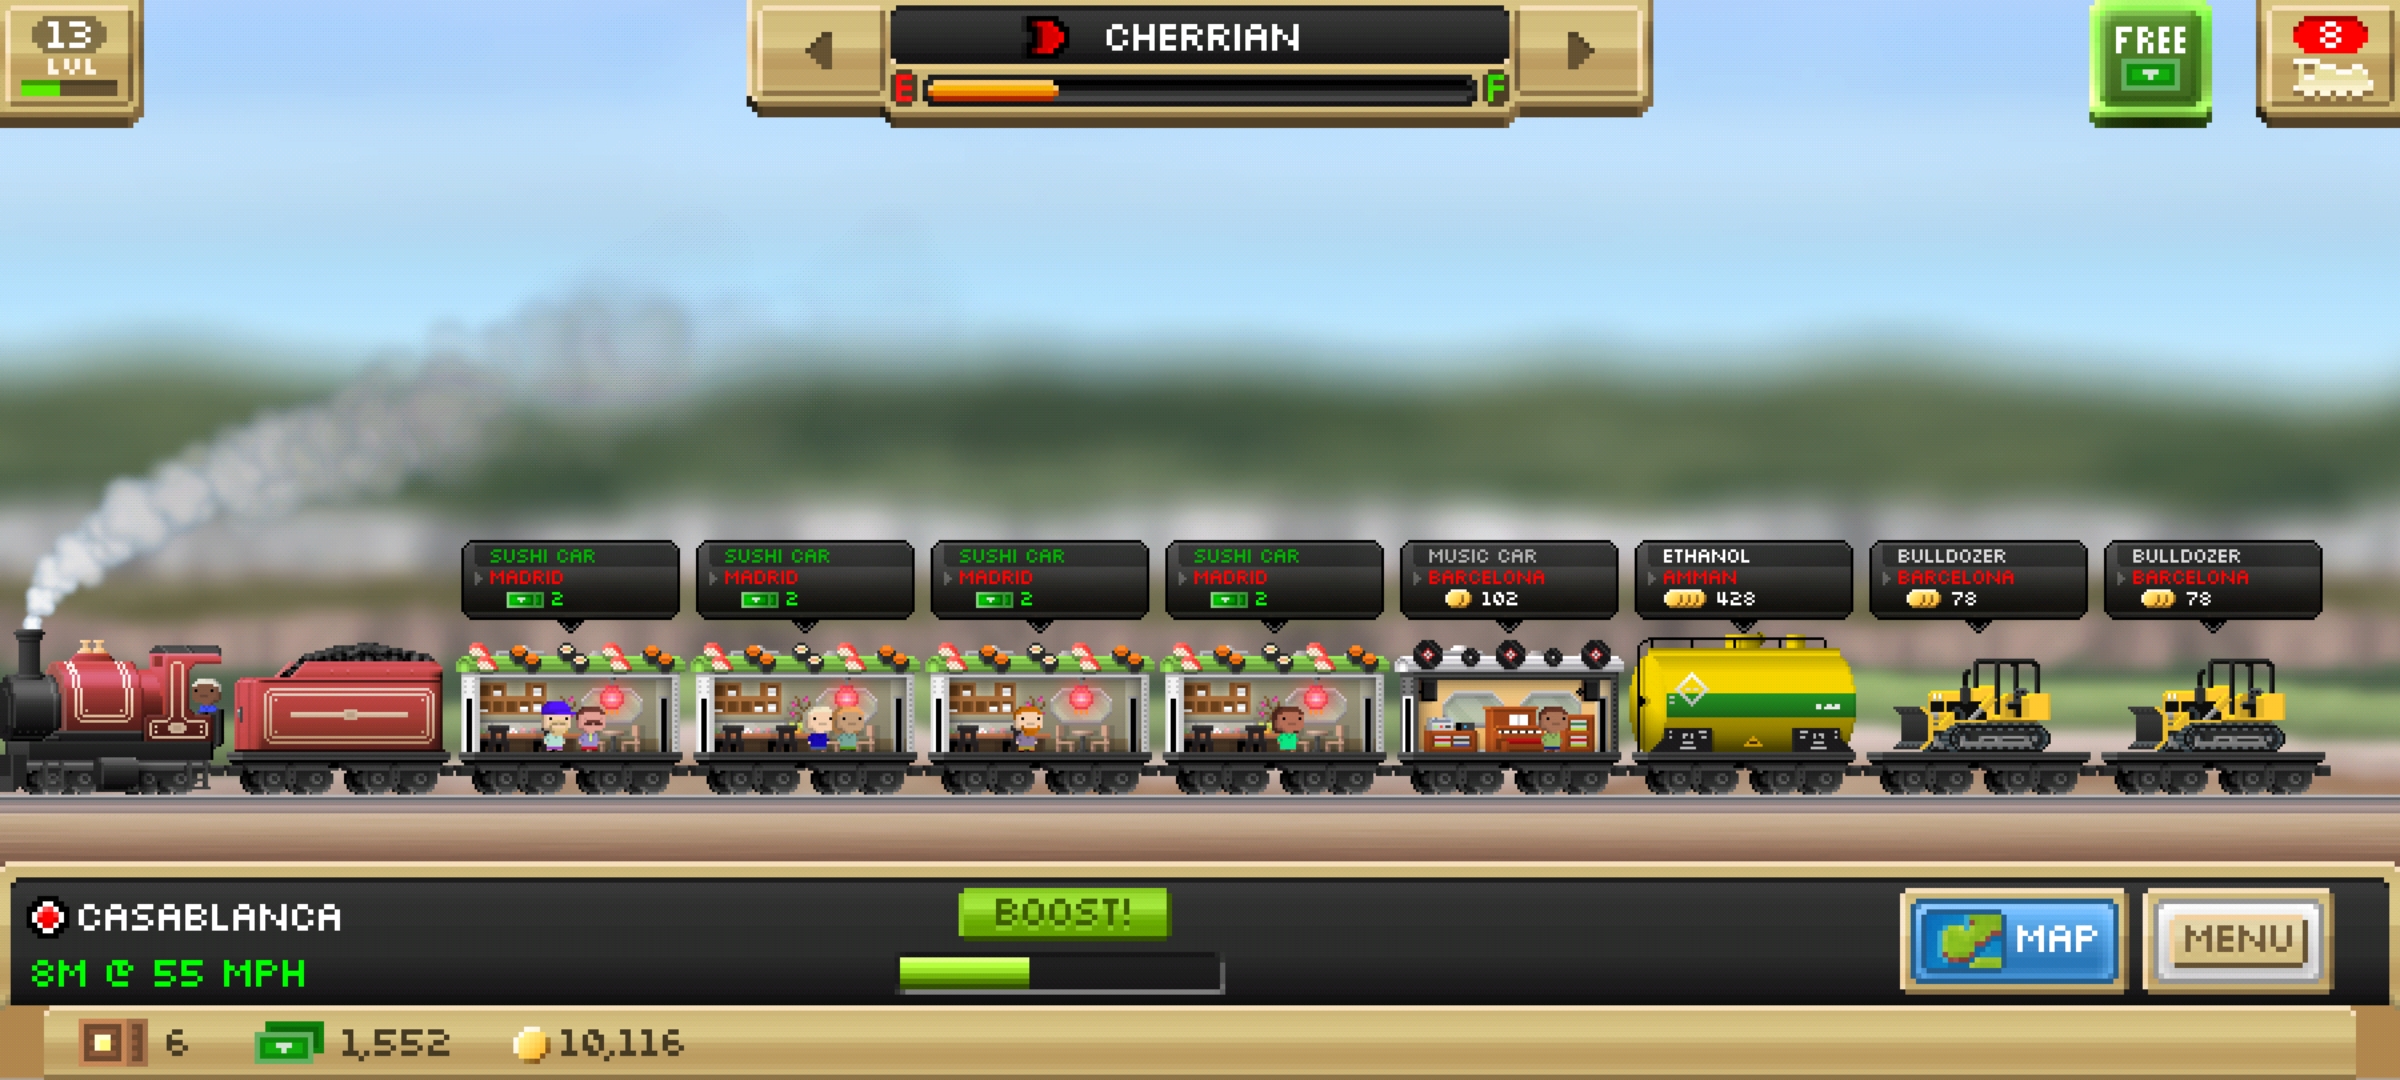 13
LVL
CHERRIAN
E F
FREE
8
SUSHI CAR
MADRID
2
SUSHI CAR
MADRID
2
SUSHI CAR
MADRID
2
SUSHI CAR
MADRID
2
MUSIC CAR
BARCELONA
102
ETHANOL
AMMAN
428
BULLDOZER
BARCELONA
78
BULLDOZER
BARCELONA
78
CASABLANCA
8M @ 55 MPH
BOOST!
MAP
MENU
6
1,552
10,116